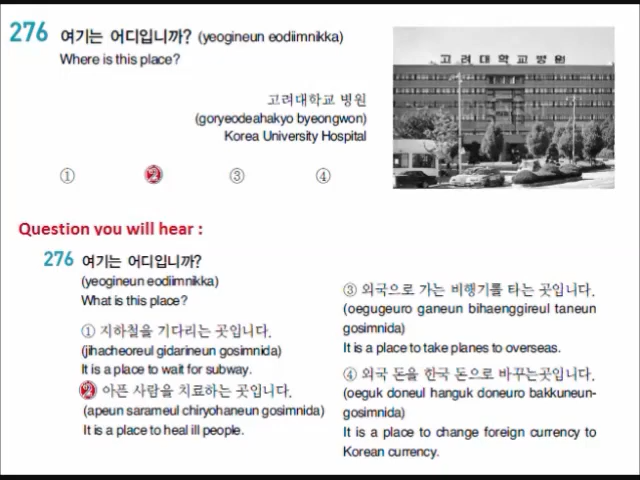 276 여기는 어디입니까? (yeogineun eodiimnikka)
Where is this place?
고려대학교 병원
(goryeodeahakyo byeongwon)
Korea University Hospital
고려대학교병원
① ② ③ ④
Question you will hear :
276 여기는 어디입니까?
(yeogineun eodiimnikka)
What is this place?
① 지하철을 기다리는 곳입니다.
(jihacheoreul gidarineun gosimnida)
It is a place to wait for subway.
② 아픈 사람을 치료하는 곳입니다.
(apeun sarameul chiryohaneun gosimnida)
It is a place to heal ill people.
③ 외국으로 가는 비행기를 타는 곳입니다.
(oegugeuro ganeun bihaenggireul taneun
gosimnida)
It is a place to take planes to overseas.
④ 외국 돈을 한국 돈으로 바꾸는곳입니다.
(oeguk doneul hanguk doneuro bakkuneun-
gosimnida)
It is a place to change foreign currency to
Korean currency.